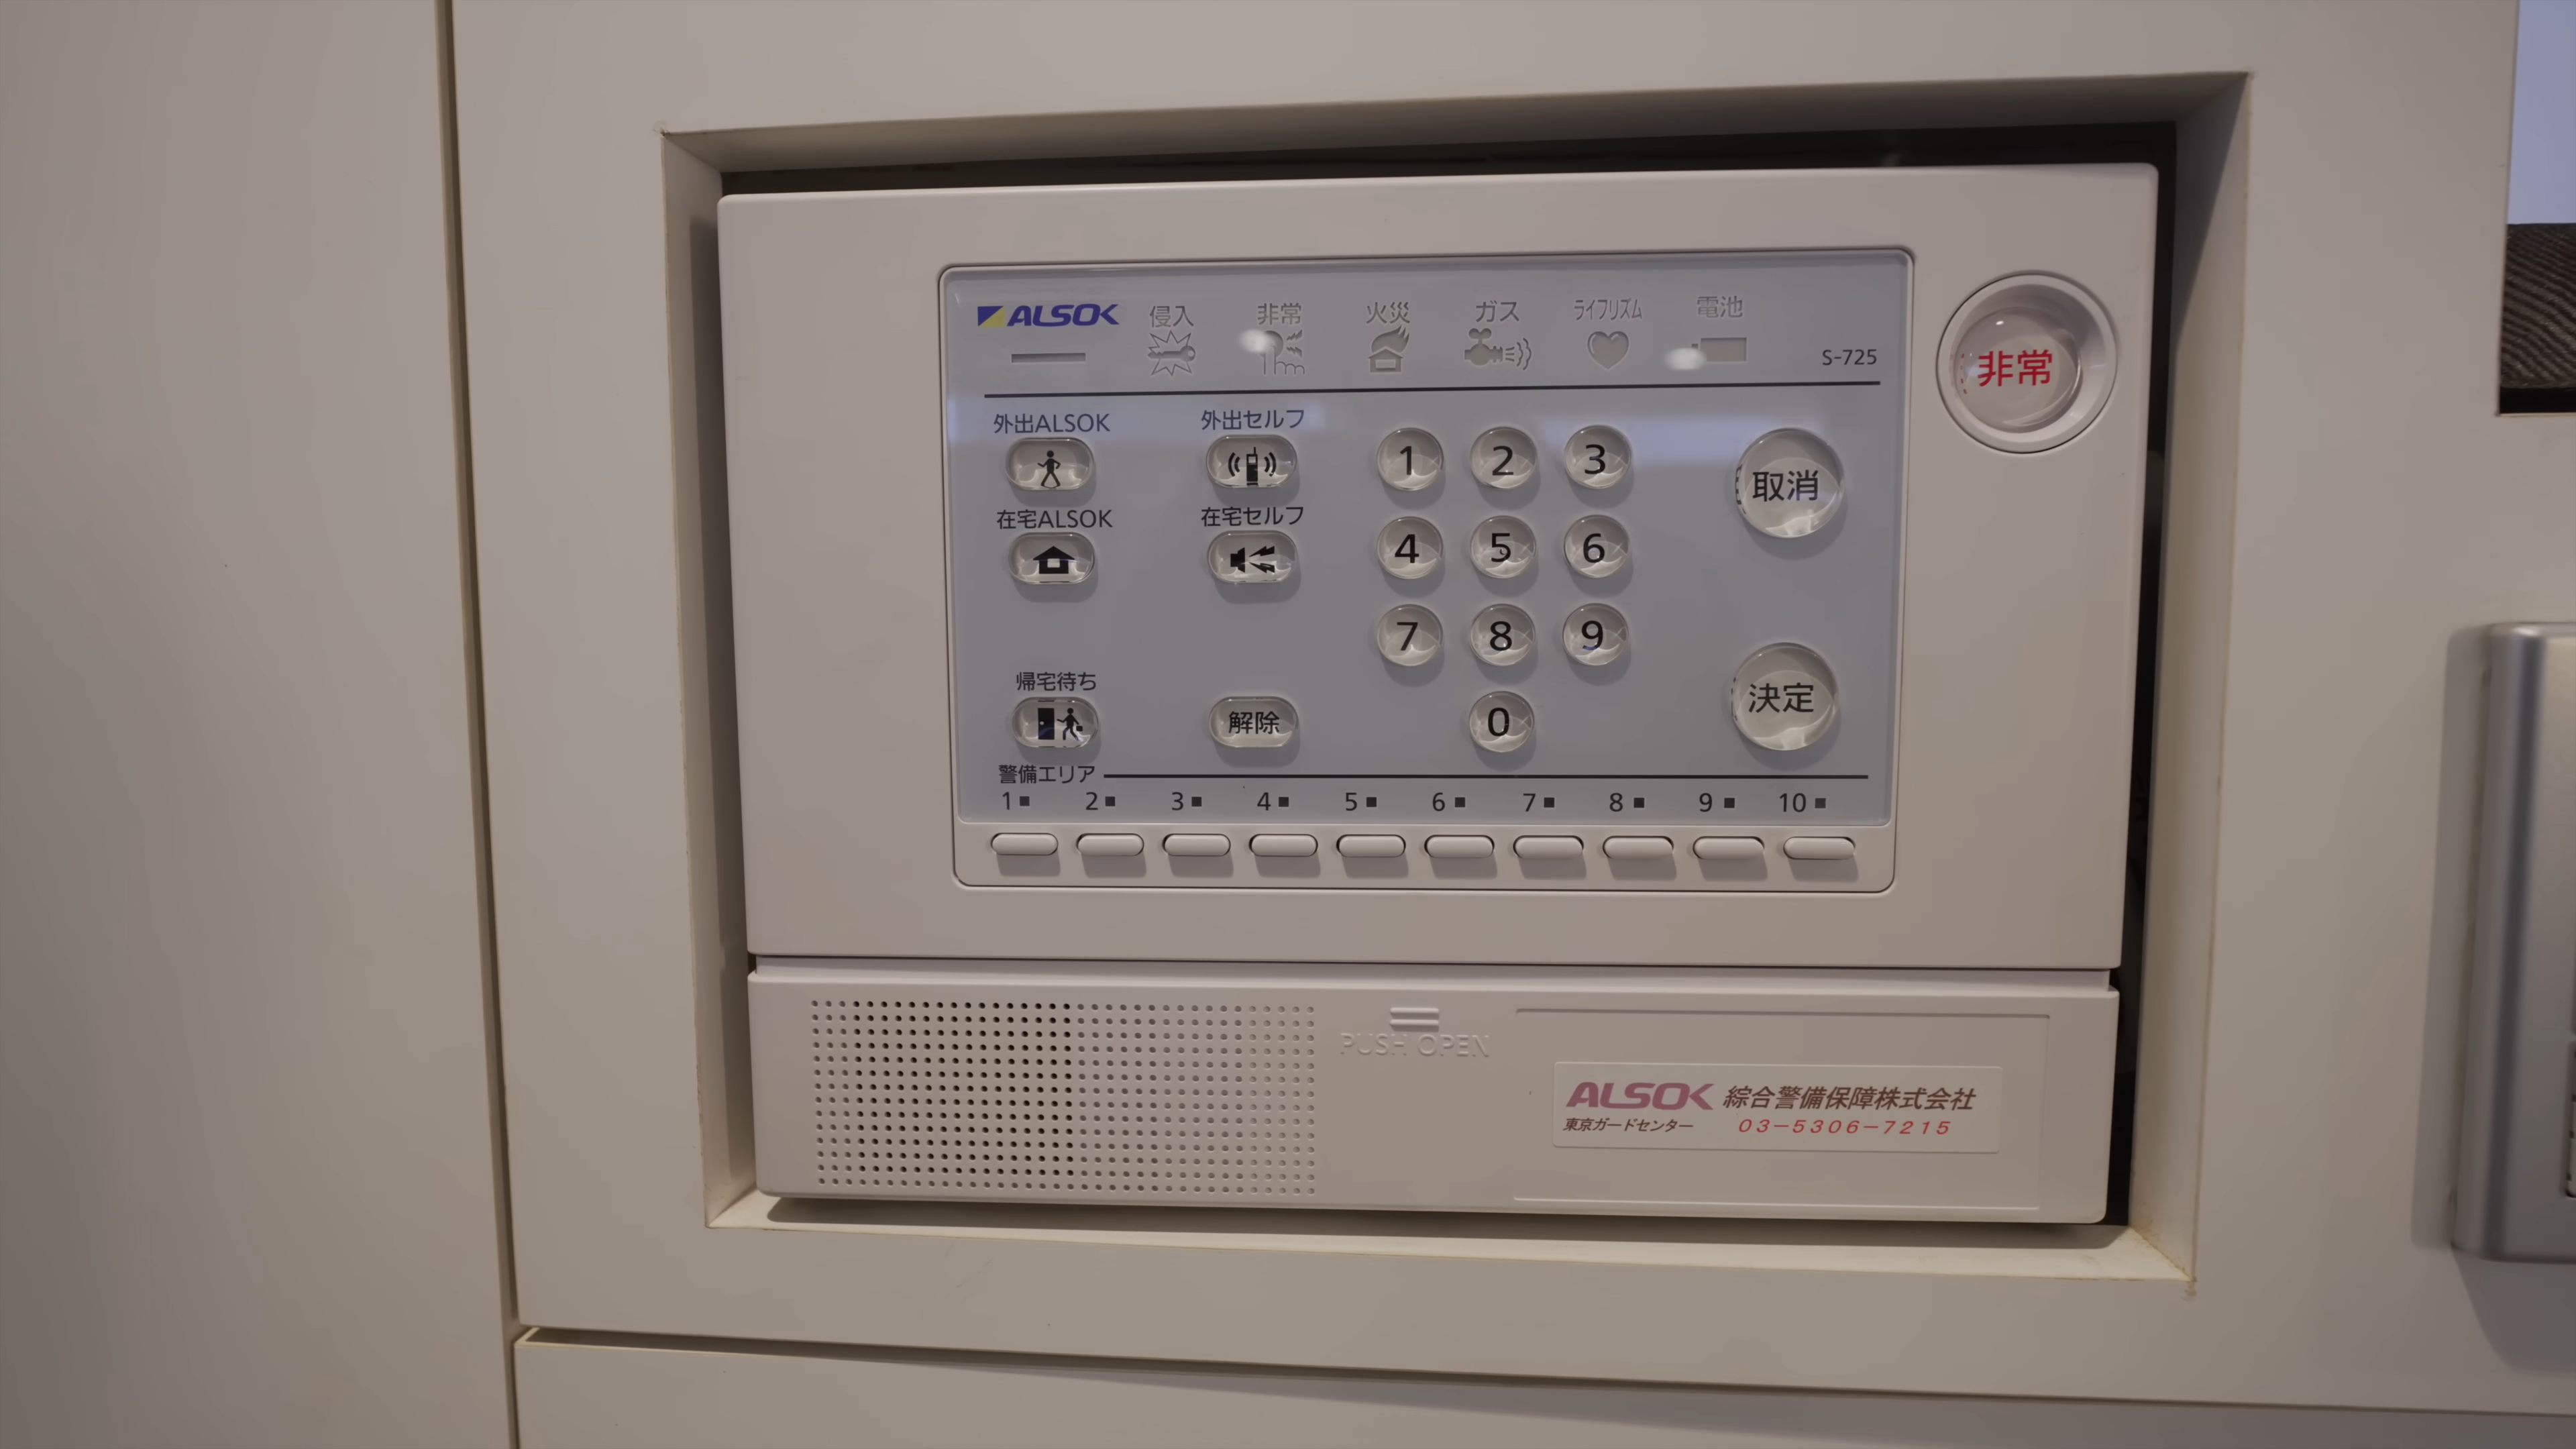 ALSOK 侵入 非常 火災 ガス ライフリズム 電池
S-725
非常
外出ALSOK 外出セルフ 1 2 3 取消
在宅ALSOK 在宅セルフ 4 5 6
7 8 9
帰宅待ち 解除 0 決定
警備エリア
1 2 3 4 5 6 7 8 9 10
PUSH OPEN
ALSOK 綜合警備保障株式会社
東京ガードセンター 03-5306-7215